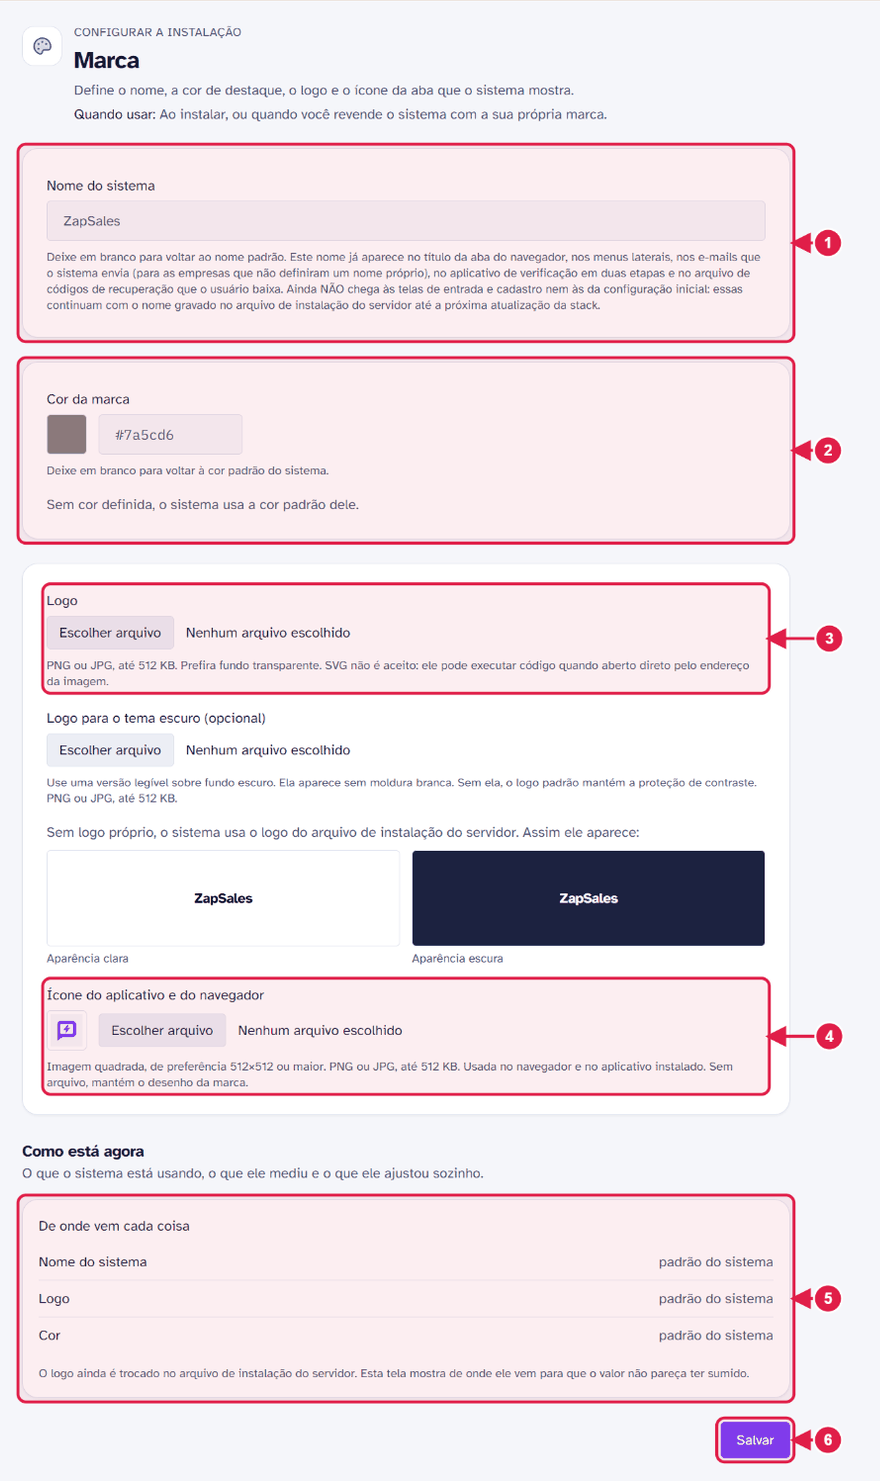 CONFIGURAR A INSTALAÇÃO
Marca
Define o nome, a cor de destaque, o logo e o ícone da aba que o sistema mostra.
Quando usar: Ao instalar, ou quando você revende o sistema com a sua própria marca.
Nome do sistema
ZapSales
Deixe em branco para voltar ao nome padrão. Este nome já aparece no título da aba do navegador, nos menus laterais, nos e-mails que
o sistema envia (para as empresas que não definiram um nome próprio), no aplicativo de verificação em duas etapas e no arquivo de
códigos de recuperação que o usuário baixa. Ainda NÃO chega às telas de entrada e cadastro nem às da configuração inicial: essas
continuam com o nome gravado no arquivo de instalação do servidor até a próxima atualização da stack.
1
Cor da marca
#7a5cd6
Deixe em branco para voltar à cor padrão do sistema.
Sem cor definida, o sistema usa a cor padrão dele.
2
Logo
Escolher arquivo Nenhum arquivo escolhido
PNG ou JPG, até 512 KB. Prefira fundo transparente. SVG não é aceito: ele pode executar código quando aberto direto pelo endereço
da imagem.
3
Logo para o tema escuro (opcional)
Escolher arquivo Nenhum arquivo escolhido
Use uma versão legível sobre fundo escuro. Ela aparece sem moldura branca. Sem ela, o logo padrão mantém a proteção de contraste.
PNG ou JPG, até 512 KB.
Sem logo próprio, o sistema usa o logo do arquivo de instalação do servidor. Assim ele aparece:
ZapSales ZapSales
Aparência clara Aparência escura
Ícone do aplicativo e do navegador
Escolher arquivo Nenhum arquivo escolhido
Imagem quadrada, de preferência 512×512 ou maior. PNG ou JPG, até 512 KB. Usada no navegador e no aplicativo instalado. Sem
arquivo, mantém o desenho da marca.
4
Como está agora
O que o sistema está usando, o que ele mediu e o que ele ajustou sozinho.
De onde vem cada coisa
Nome do sistema padrão do sistema
Logo padrão do sistema
Cor padrão do sistema
O logo ainda é trocado no arquivo de instalação do servidor. Esta tela mostra de onde ele vem para que o valor não pareça ter sumido.
5
Salvar
6